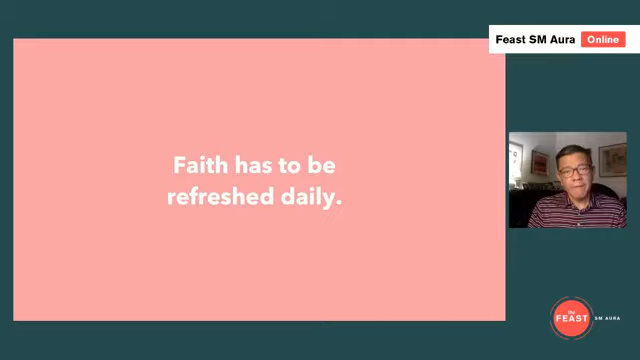 Feast SM Aura Online
Faith has to be
refreshed daily.
The
FEAST SM AURA